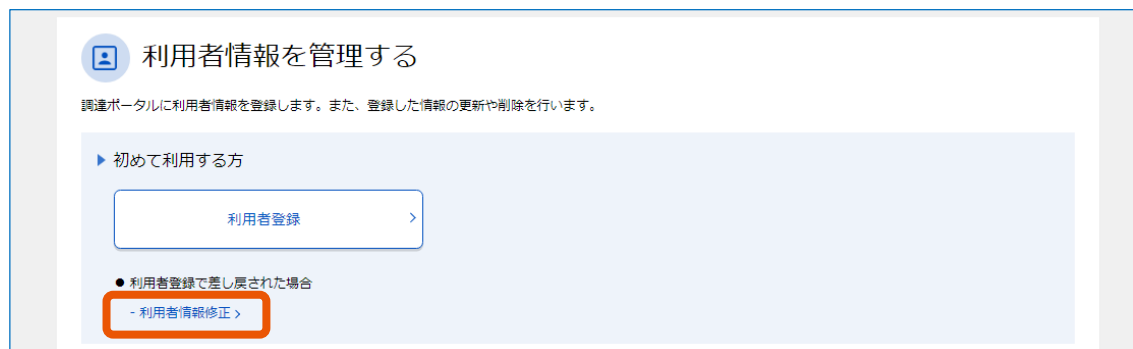 利用者情報を管理する
調達ポータルに利用者情報を登録します。また、登録した情報の更新や削除を行います。
初めて利用する方
利用者登録
● 利用者登録で差し戻された場合
- 利用者情報修正 >